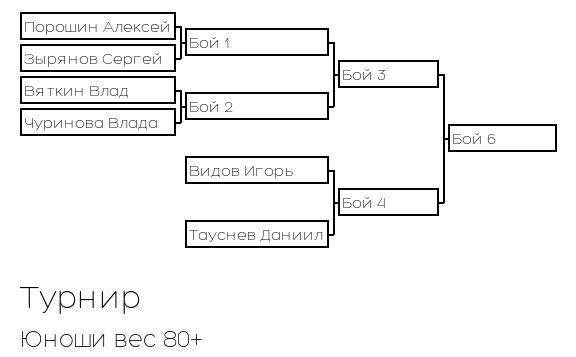 Порошин Алексей
Зырянов Сергей
Вяткин Влад
Чуринова Влада
Бой 1
Бой 2
Видов Игорь
Тауснев Даниил
Бой 3
Бой 4
Бой 6
Турнир
Юноши вес 80+